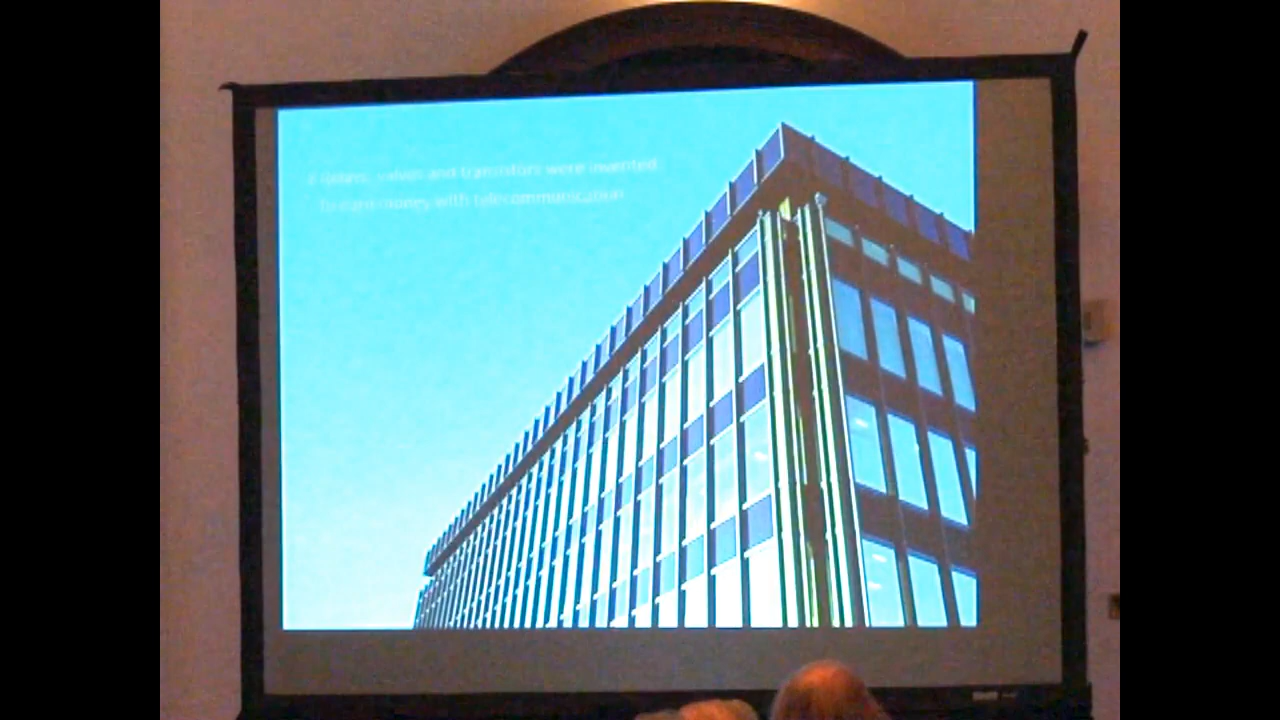 valves and transistors were invented
To earn money with telecommunication